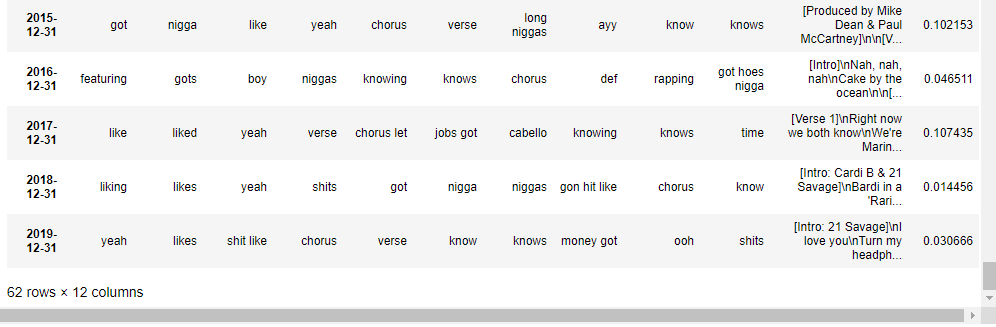 2015-12-31 got nigga like yeah chorus verse long niggas ayy know knows [Produced by Mike Dean & Paul McCartney]\n\n[V... 0.102153
2016-12-31 featuring gots boy niggas knowing knows chorus def rapping got hoes nigga [Intro]\nNah, nah, nah\nCake by the ocean\n\n[... 0.046511
2017-12-31 like liked yeah verse chorus let jobs got cabello knowing knows time [Verse 1]\nRight now we both know\nWe're Marin... 0.107435
2018-12-31 liking likes yeah shits got nigga niggas gon hit like chorus know [Intro: Cardi B & 21 Savage]\nBardi in a 'Rari... 0.014456
2019-12-31 yeah likes shit like chorus verse know knows money got ooh shits [Intro: 21 Savage]\nI love you\nTurn my headph... 0.030666
62 rows × 12 columns